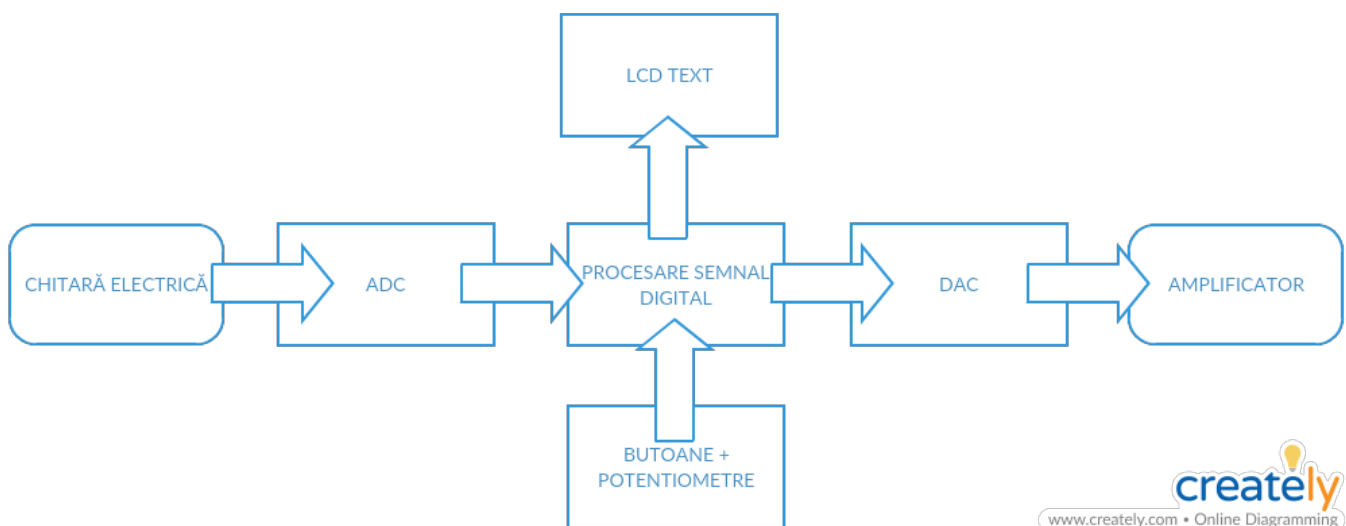 LCD TEXT
CHITARĂ ELECTRICĂ
ADC
PROCESARE SEMNAL
DIGITAL
DAC
AMPLIFICATOR
BUTOANE +
POTENTIOMETRE
creately
www.creately.com • Online Diagramming